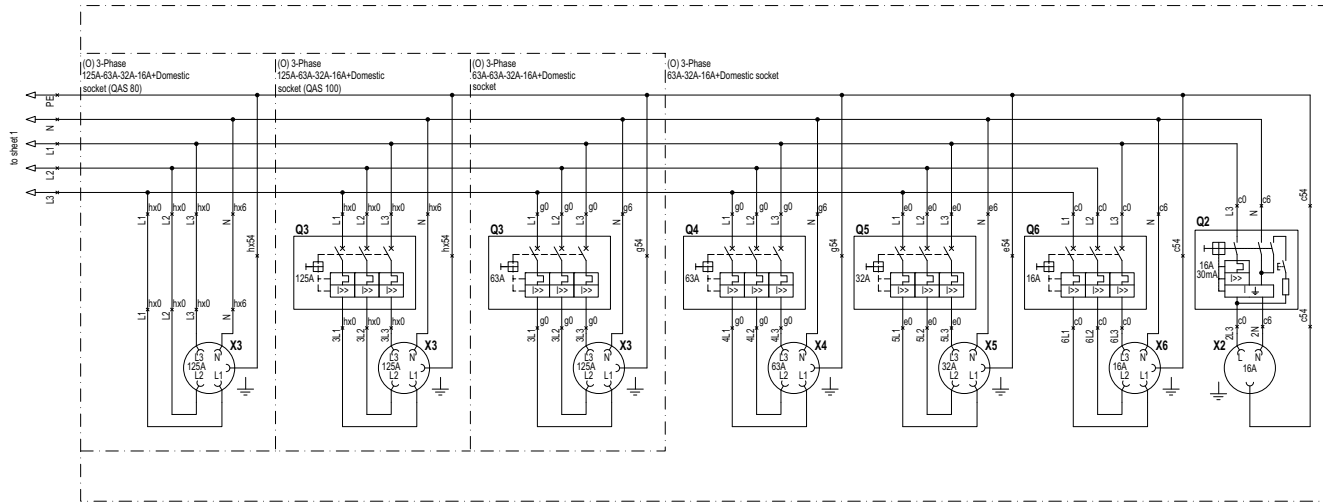 (O) 3-Phase
125A-63A-32A-16A+Domestic
socket (QAS 80)
(O) 3-Phase
125A-63A-32A-16A+Domestic
socket (QAS 100)
(O) 3-Phase
63A-63A-32A-16A+Domestic
socket
(O) 3-Phase
63A-32A-16A+Domestic socket
to sheet 1
PE
N
L1
L2
L3
L1 hx0
L2 hx0
L3 hx0
N hx6
hx54
L1 hx0
L2 hx0
L3 hx0
N hx6
X3
L3 N
125A
L2 L1
L1 hx0
L2 hx0
L3 hx0
N hx6
hx54
Q3
125A
I>> I>> I>>
3L1 hx0
3L2 hx0
3L3 hx0
X3
L3 N
125A
L2 L1
L1 g0
L2 g0
L3 g0
N g6
g54
Q3
63A
I>> I>> I>>
3L1 g0
3L2 g0
3L3 g0
X3
L3 N
125A
L2 L1
L1 g0
L2 g0
L3 g0
N g6
g54
Q4
63A
I>> I>> I>>
4L1 g0
4L2 g0
4L3 g0
X4
L3 N
63A
L2 L1
L1 e0
L2 e0
L3 e0
N e6
e54
Q5
32A
I>> I>> I>>
5L1 e0
5L2 e0
5L3 e0
X5
L3 N
32A
L2 L1
L1 c0
L2 c0
L3 c0
N c6
c54
Q6
16A
I>> I>> I>>
6L1 c0
6L2 c0
6L3 c0
X6
L3 N
16A
L2 L1
L3 c0
N c6
c54
Q2
16A
30mA
I>>
2L3 c0
2N c6
c54
X2
L N
16A